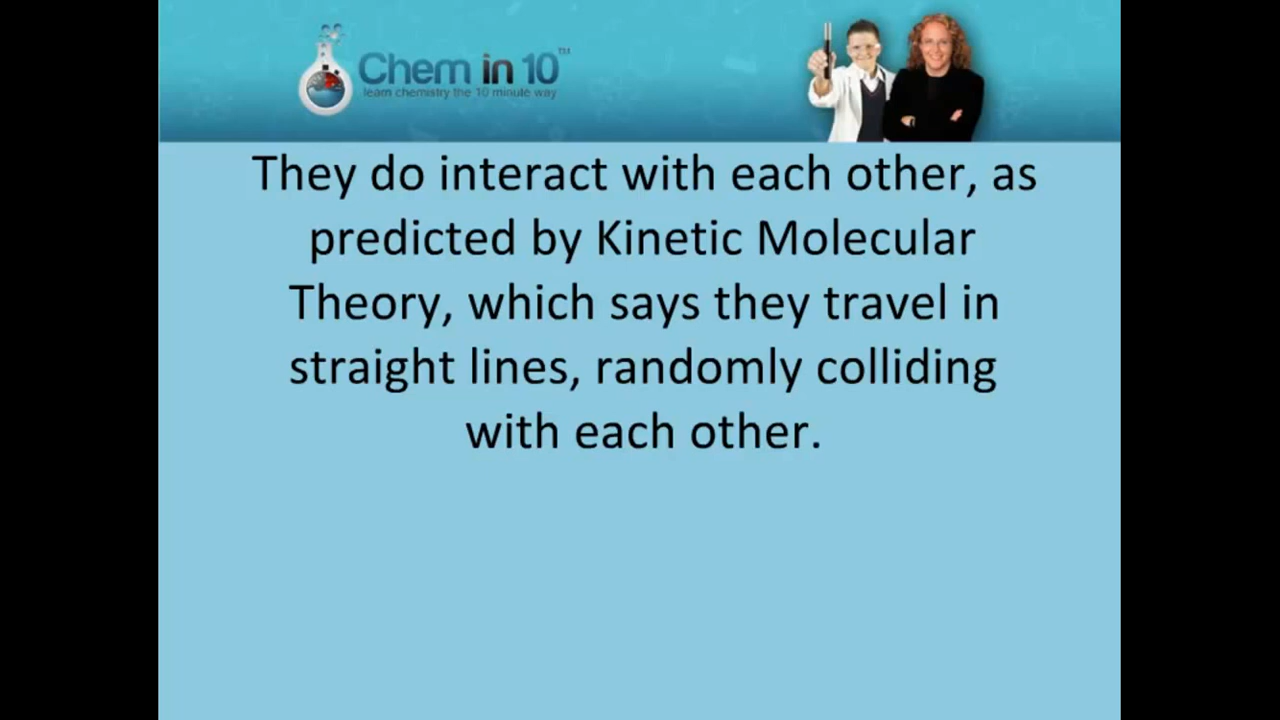 Chem in 10™
learn chemistry the 10 minute way
They do interact with each other, as
predicted by Kinetic Molecular
Theory, which says they travel in
straight lines, randomly colliding
with each other.